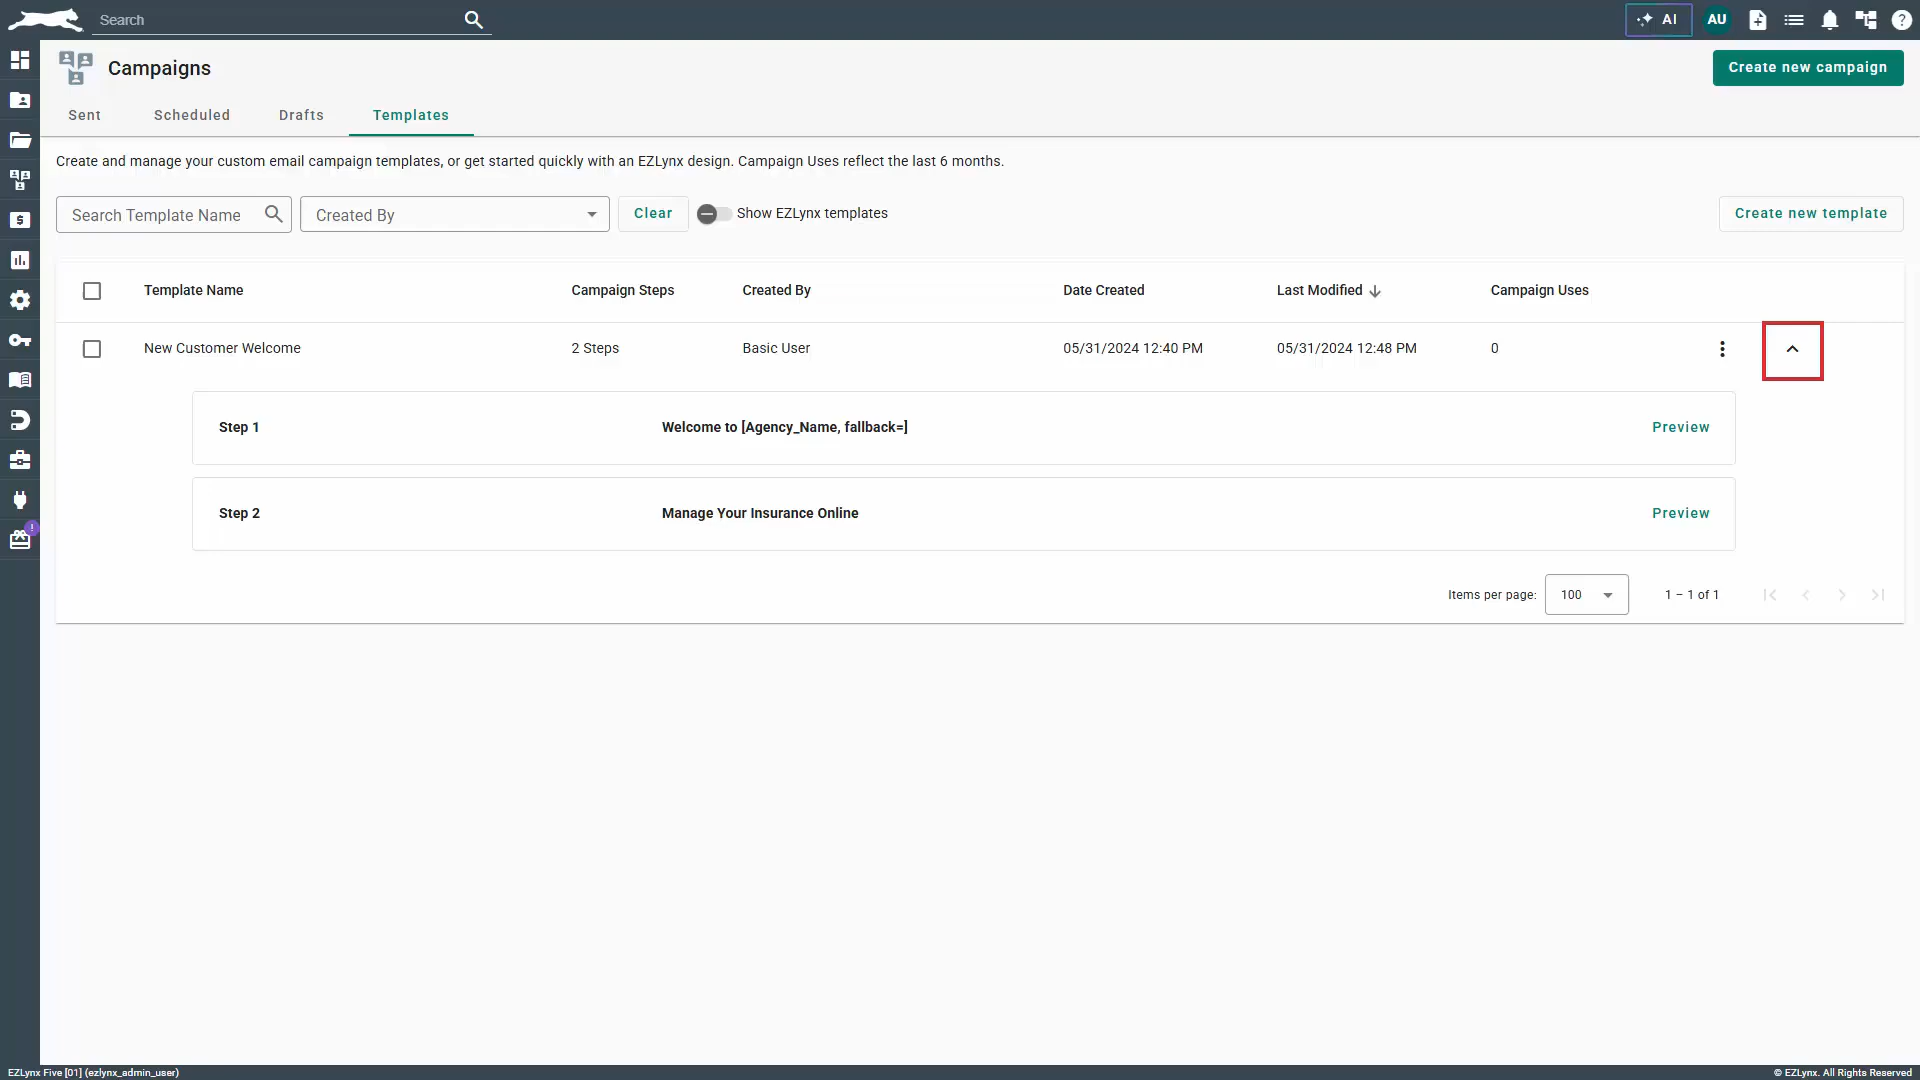 Search
AI
AU
Campaigns
Create new campaign
Sent
Scheduled
Drafts
Templates
Create and manage your custom email campaign templates, or get started quickly with an EZLynx design. Campaign Uses reflect the last 6 months.
Search Template Name
Created By
Clear
Show EZLynx templates
Create new template
Template Name
Campaign Steps
Created By
Date Created
Last Modified
Campaign Uses
New Customer Welcome
2 Steps
Basic User
05/31/2024 12:40 PM
05/31/2024 12:48 PM
0
Step 1
Welcome to [Agency_Name, fallback=]
Preview
Step 2
Manage Your Insurance Online
Preview
Items per page:
100
1 – 1 of 1
EZLynx Five [01] (ezlynx_admin_user)
© EZLynx. All Rights Reserved